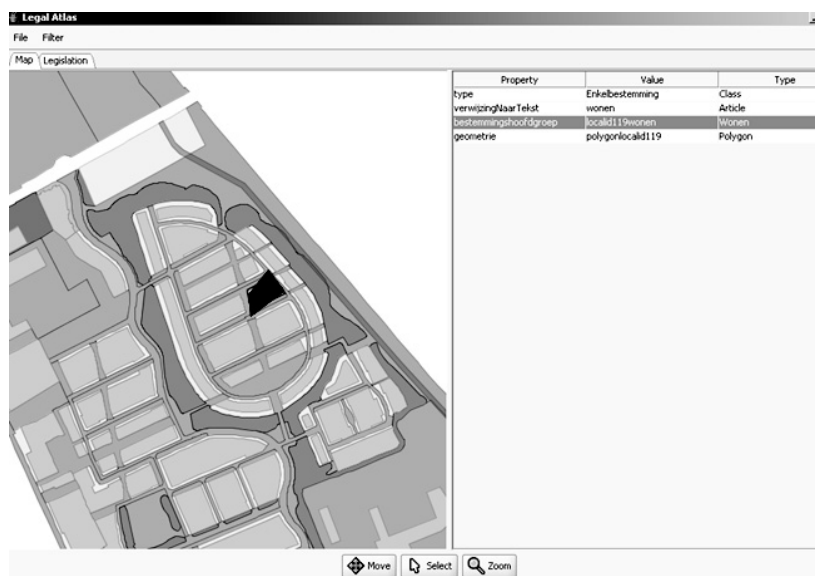 Legal Atlas
File Filter
Map Legislation
Property Value Type
type Enkelbestemming Class
verwijzingNaarTekst wonen Article
bestemmingshoofdgroep localid119wonen Wonen
geometrie polygonlocalid119 Polygon
Move Select Zoom